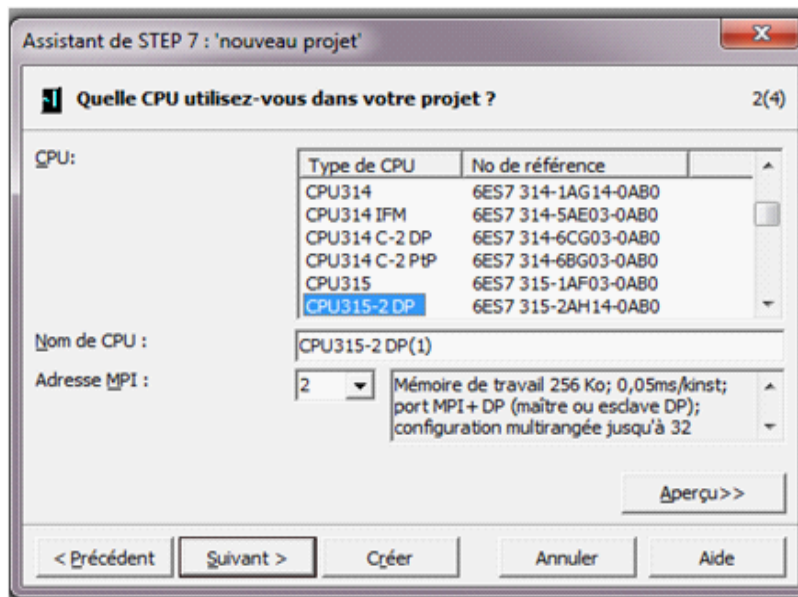 Assistant de STEP 7 : 'nouveau projet'
Quelle CPU utilisez-vous dans votre projet ? 2(4)
CPU:
Type de CPU No de référence
CPU314 6ES7 314-1AG14-0AB0
CPU314 IFM 6ES7 314-5AE03-0AB0
CPU314 C-2 DP 6ES7 314-6CG03-0AB0
CPU314 C-2 PtP 6ES7 314-6BG03-0AB0
CPU315 6ES7 315-1AF03-0AB0
CPU315-2 DP 6ES7 315-2AH14-0AB0
Nom de CPU : CPU315-2 DP(1)
Adresse MPI : 2 Mémoire de travail 256 Ko; 0,05ms/kinst;
port MPI+ DP (maître ou esclave DP);
configuration multirangée jusqu'à 32
Aperçu>>
< Précédent Suivant > Créer Annuler Aide